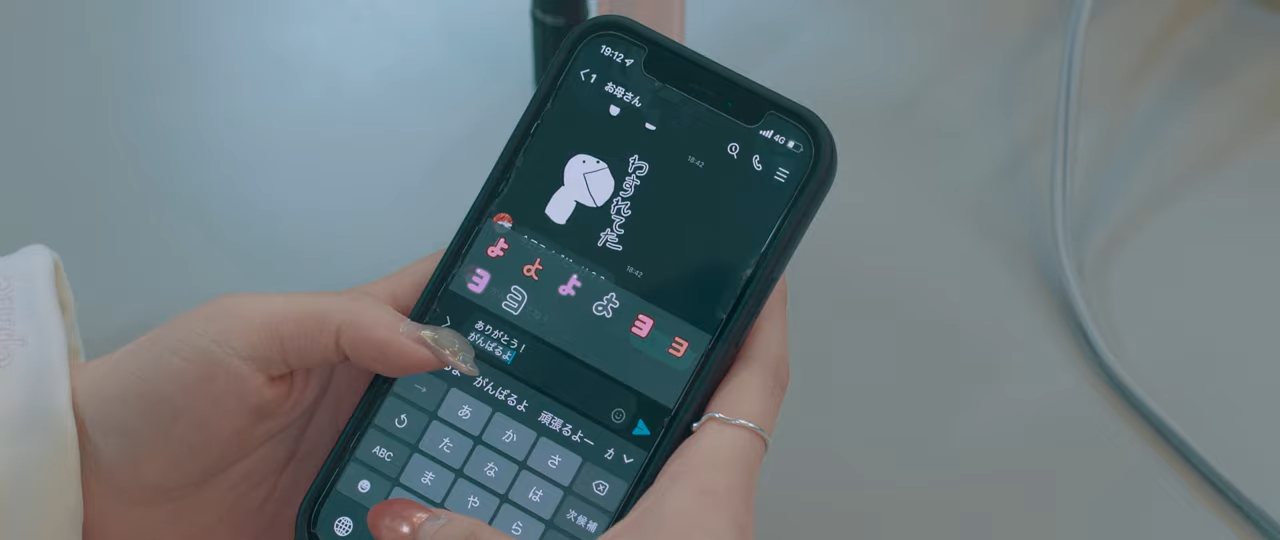 19:12
4G
1 お母さん
18:42
わすれてた
18:42
よ よ よ よ ヨ ヨ
ヨ ヨ
ありがとう！
がんばるよ
がんばるよ 頑張るよー か
→ あ か さ
ABC た な は
ま や ら
次候補